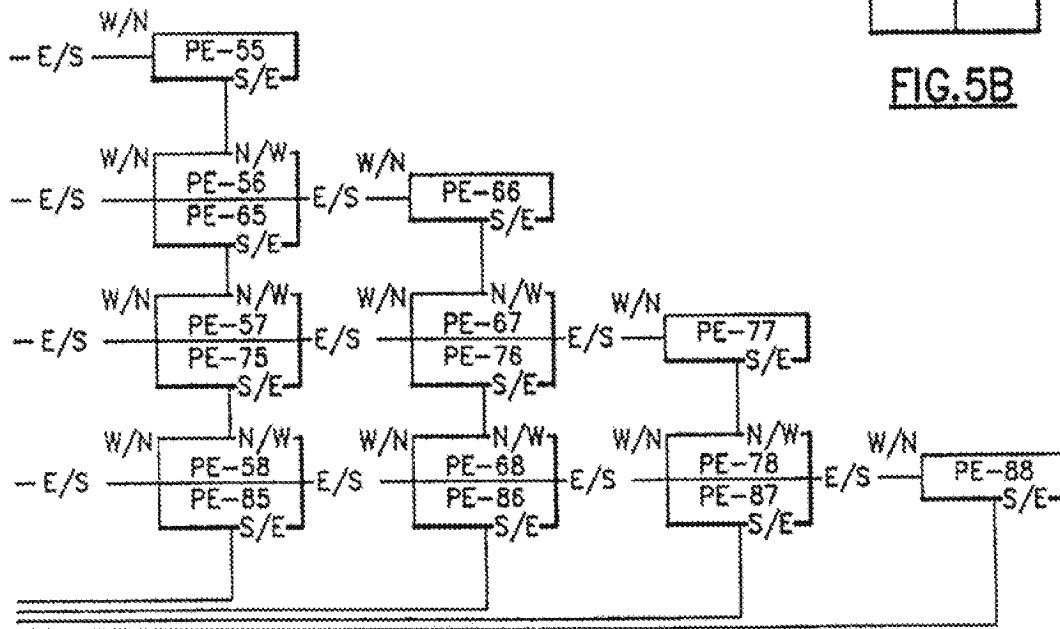 W/N
E/S PE-55
S/E
FIG.5B
W/N N/W W/N
PE-56
E/S E/S PE-66
PE-65
S/E S/E
W/N N/W W/N N/W W/N
PE-57 PE-67
E/S E/S E/S PE-77
PE-75 PE-76
S/E S/E S/E
W/N N/W W/N N/W W/N N/W W/N
PE-58 PE-68 PE-78
E/S E/S E/S E/S PE-88
PE-85 PE-86 PE-87
S/E S/E S/E S/E